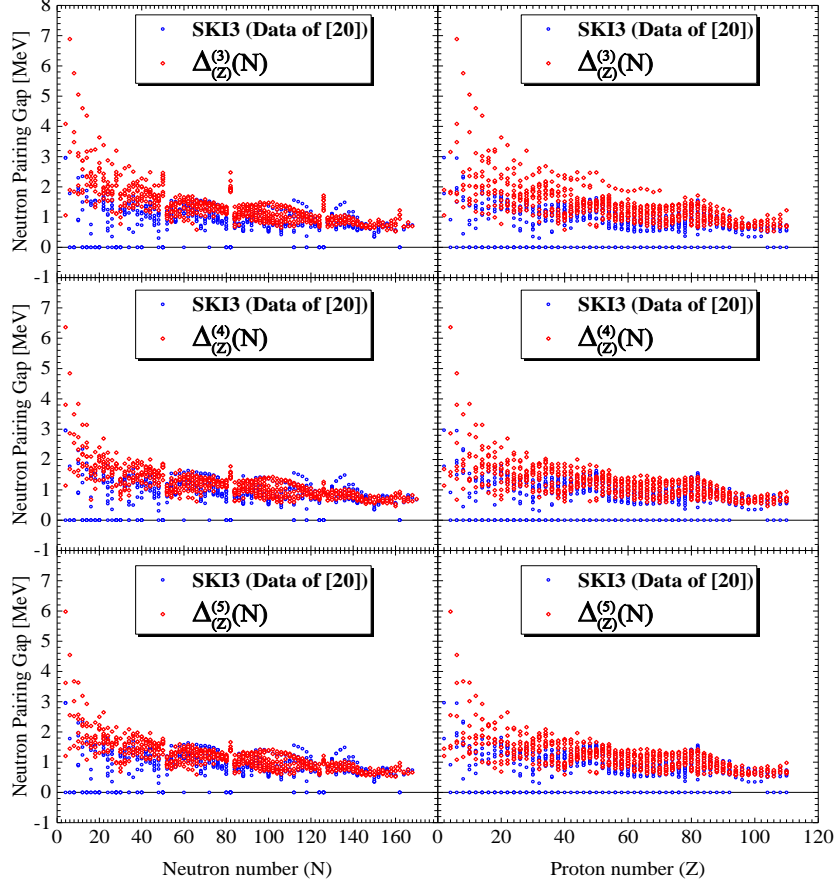 8
7
6
5
4
3
2
1
0
-1
Neutron Pairing Gap [MeV]
SKI3 (Data of [20])
Δ(3)(Z)(N)
SKI3 (Data of [20])
Δ(3)(Z)(N)
7
6
5
4
3
2
1
0
-1
Neutron Pairing Gap [MeV]
SKI3 (Data of [20])
Δ(4)(Z)(N)
SKI3 (Data of [20])
Δ(4)(Z)(N)
7
6
5
4
3
2
1
0
-1
Neutron Pairing Gap [MeV]
SKI3 (Data of [20])
Δ(5)(Z)(N)
SKI3 (Data of [20])
Δ(5)(Z)(N)
0 20 40 60 80 100 120 140 160
0 20 40 60 80 100 120
Neutron number (N)
Proton number (Z)